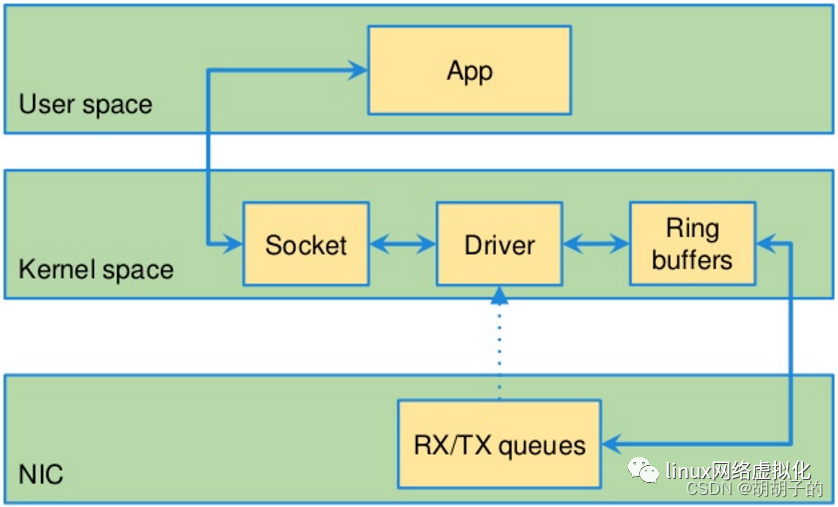 App
User space
Socket
Driver
Ring
buffers
Kernel space
RX/TX queues
NIC
linux网络虚拟化
CSDN @胡胡子的